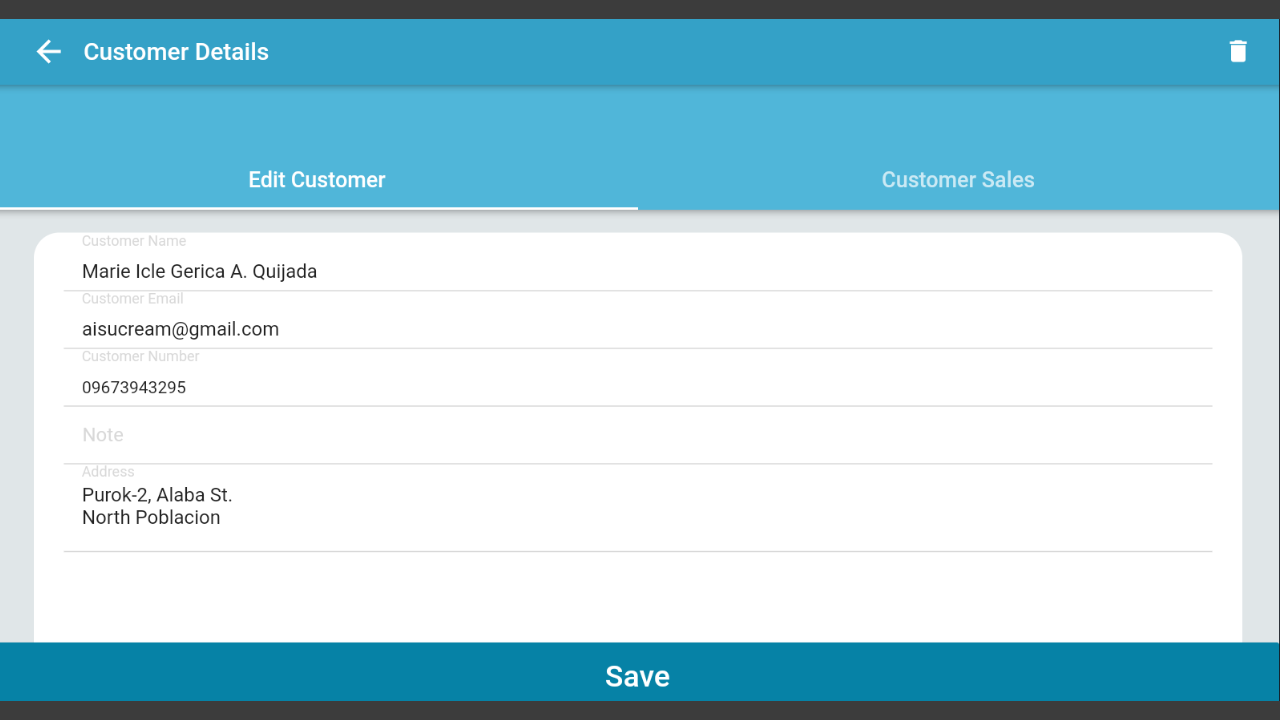 Customer Details
Edit Customer
Customer Sales
Customer Name
Marie Icle Gerica A. Quijada
Customer Email
aisucream@gmail.com
Customer Number
09673943295
Note
Address
Purok-2, Alaba St.
North Poblacion
Save